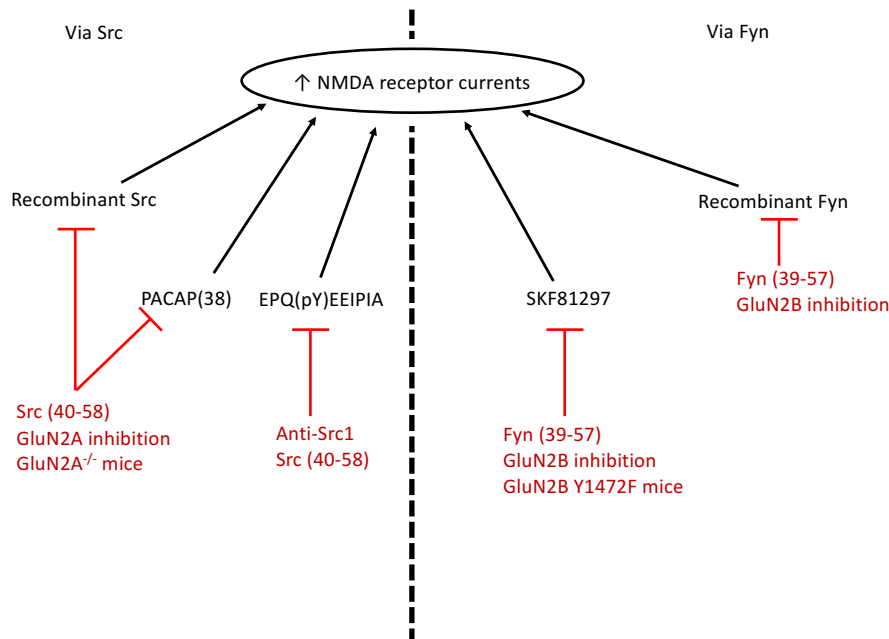 Via Src
Via Fyn
↑ NMDA receptor currents
Recombinant Src
Recombinant Fyn
PACAP(38)
EPQ(pY)EEIPIA
SKF81297
Fyn (39-57)
GluN2B inhibition
Src (40-58)
GluN2A inhibition
GluN2A-/- mice
Anti-Src1
Src (40-58)
Fyn (39-57)
GluN2B inhibition
GluN2B Y1472F mice